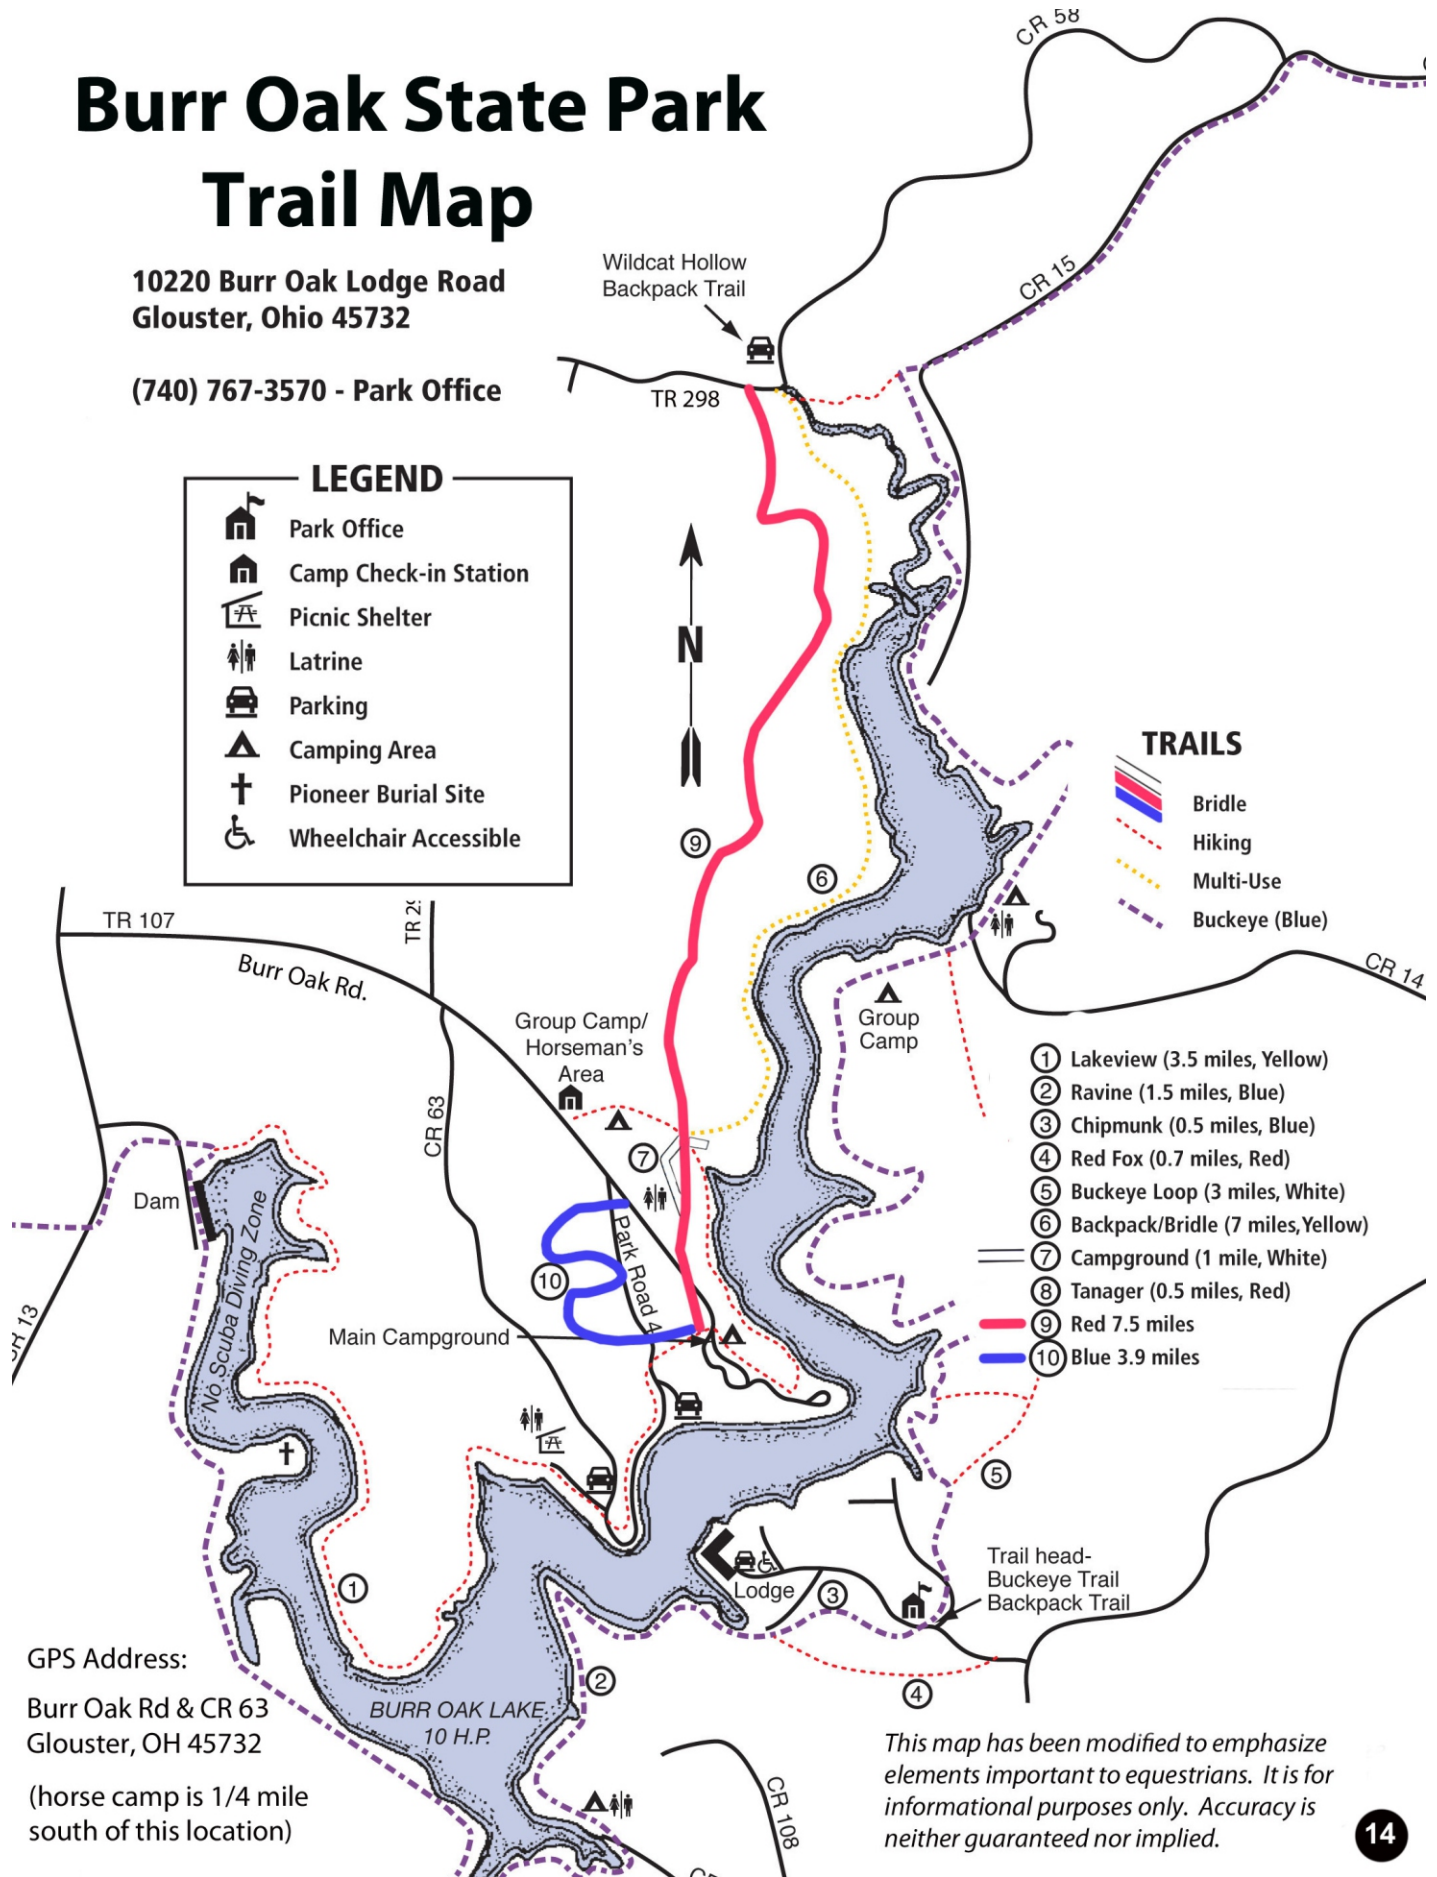 Burr Oak State Park
Trail Map
10220 Burr Oak Lodge Road
Glouster, Ohio 45732
(740) 767-3570 - Park Office
LEGEND
Park Office
Camp Check-in Station
Picnic Shelter
Latrine
Parking
Camping Area
Pioneer Burial Site
Wheelchair Accessible
CR 58
CR 15
Wildcat Hollow
Backpack Trail
TR 298
N
TRAILS
Bridle
Hiking
Multi-Use
Buckeye (Blue)
9
6
TR 107
Burr Oak Rd.
CR 14
Group Camp/
Horseman's
Area
Group
Camp
CR 63
7
Dam
No Scuba Diving Zone
Park Road 4
10
CR 13
Main Campground
1 Lakeview (3.5 miles, Yellow)
2 Ravine (1.5 miles, Blue)
3 Chipmunk (0.5 miles, Blue)
4 Red Fox (0.7 miles, Red)
5 Buckeye Loop (3 miles, White)
6 Backpack/Bridle (7 miles,Yellow)
7 Campground (1 mile, White)
8 Tanager (0.5 miles, Red)
9 Red 7.5 miles
10 Blue 3.9 miles
5
1
Lodge
3
Trail head-
Buckeye Trail
Backpack Trail
2
4
BURR OAK LAKE
10 H.P.
CR 108
GPS Address:
Burr Oak Rd & CR 63
Glouster, OH 45732
(horse camp is 1/4 mile
south of this location)
This map has been modified to emphasize
elements important to equestrians. It is for
informational purposes only. Accuracy is
neither guaranteed nor implied.
14